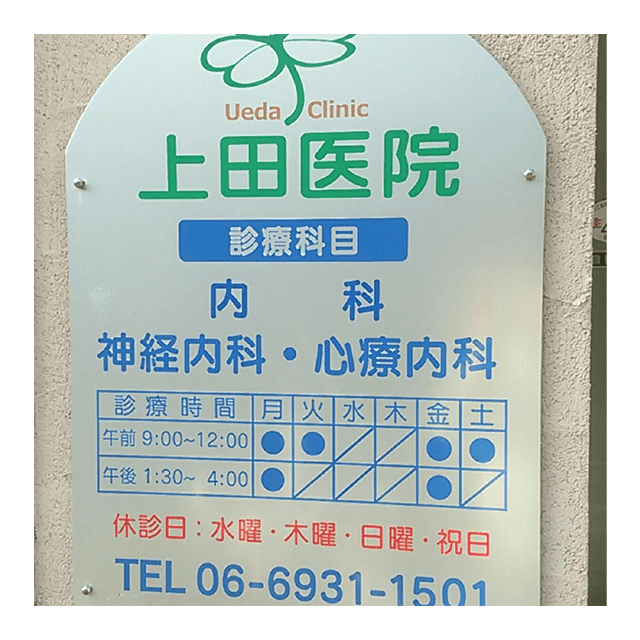 Ueda Clinic
上田医院
診療科目
内 科
神経内科・心療内科
診療時間 月 火 水 木 金 土
午前 9:00~12:00 ● ● ／ ／ ● ●
午後 1:30~ 4:00 ● ／ ／ ／ ● ／
休診日：水曜・木曜・日曜・祝日
TEL 06-6931-1501